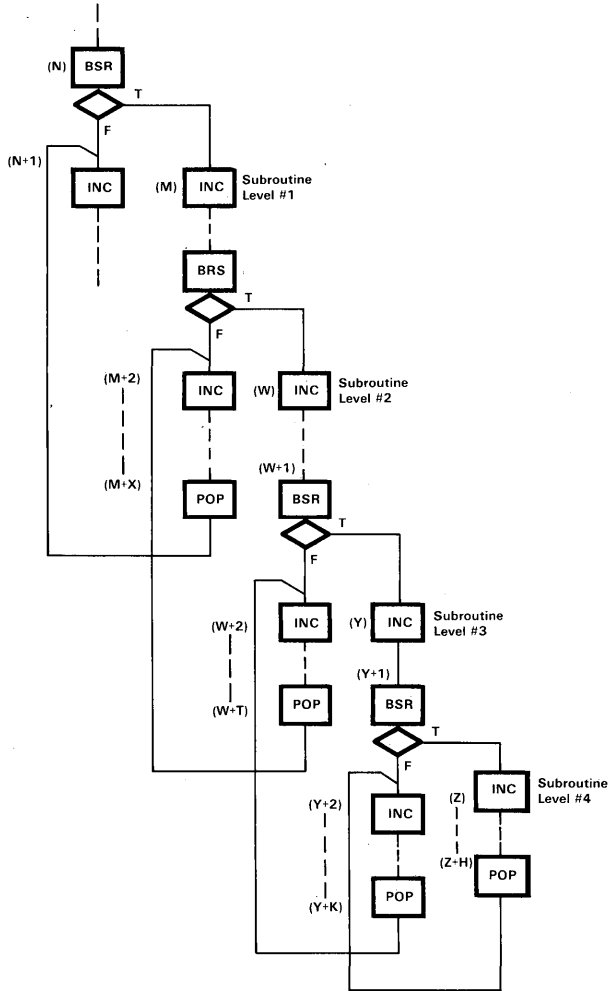 (N) BSR
T
F
(N+1)
INC
(M) INC
Subroutine
Level #1
BRS
T
F
(M+2)
INC
(W) INC
Subroutine
Level #2
(M+X)
POP
(W+1)
BSR
T
F
(W+2)
INC
(Y) INC
Subroutine
Level #3
(W+T)
POP
(Y+1)
BSR
T
F
(Y+2)
INC
(Z)
INC
Subroutine
Level #4
(Z+H)
POP
(Y+K)
POP